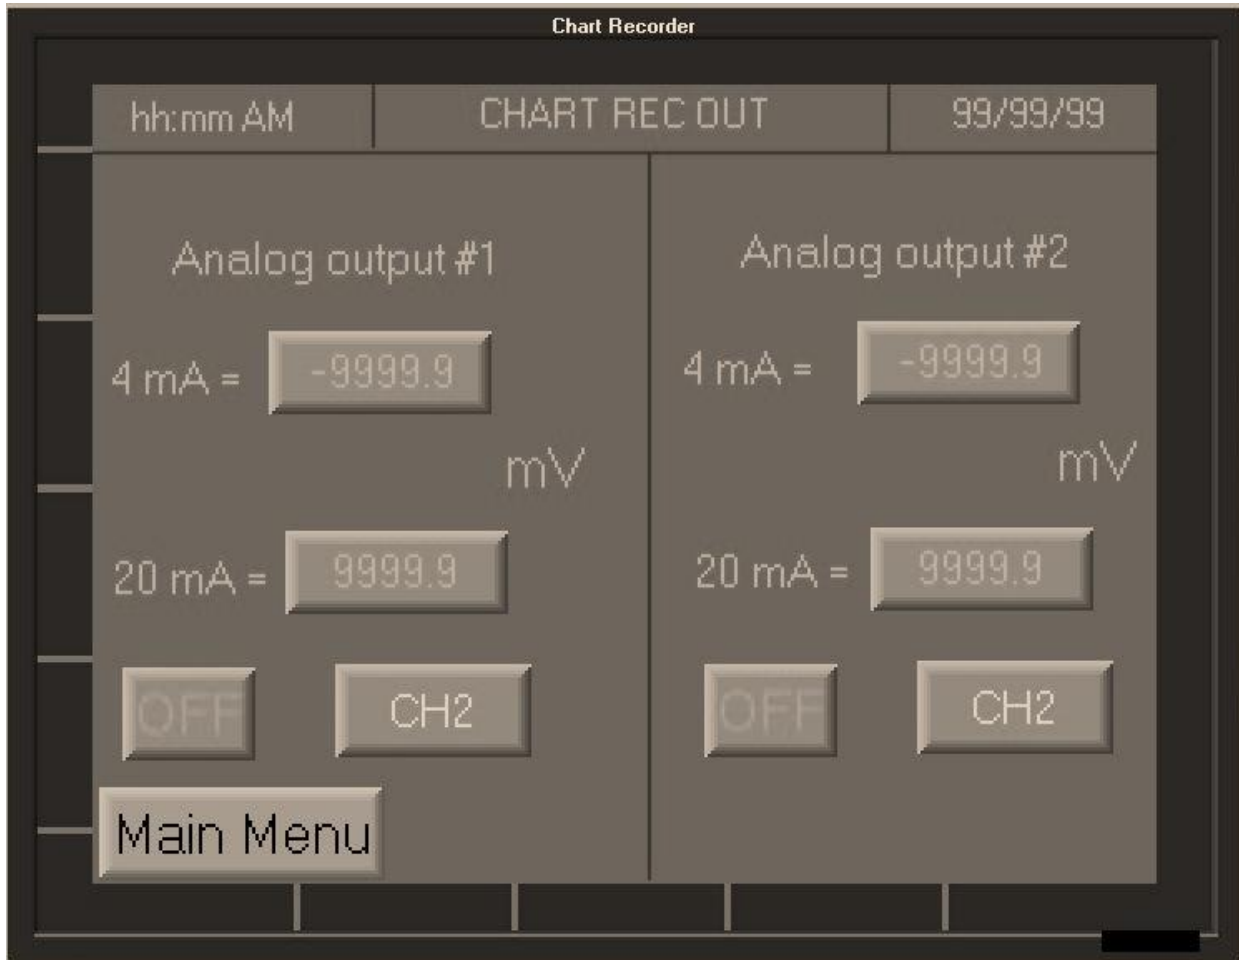 Chart Recorder
hh:mm AM CHART REC OUT 99/99/99
Analog output #1
4 mA = -9999.9
mV
20 mA = 9999.9
OFF CH2
Main Menu
Analog output #2
4 mA = -9999.9
mV
20 mA = 9999.9
OFF CH2